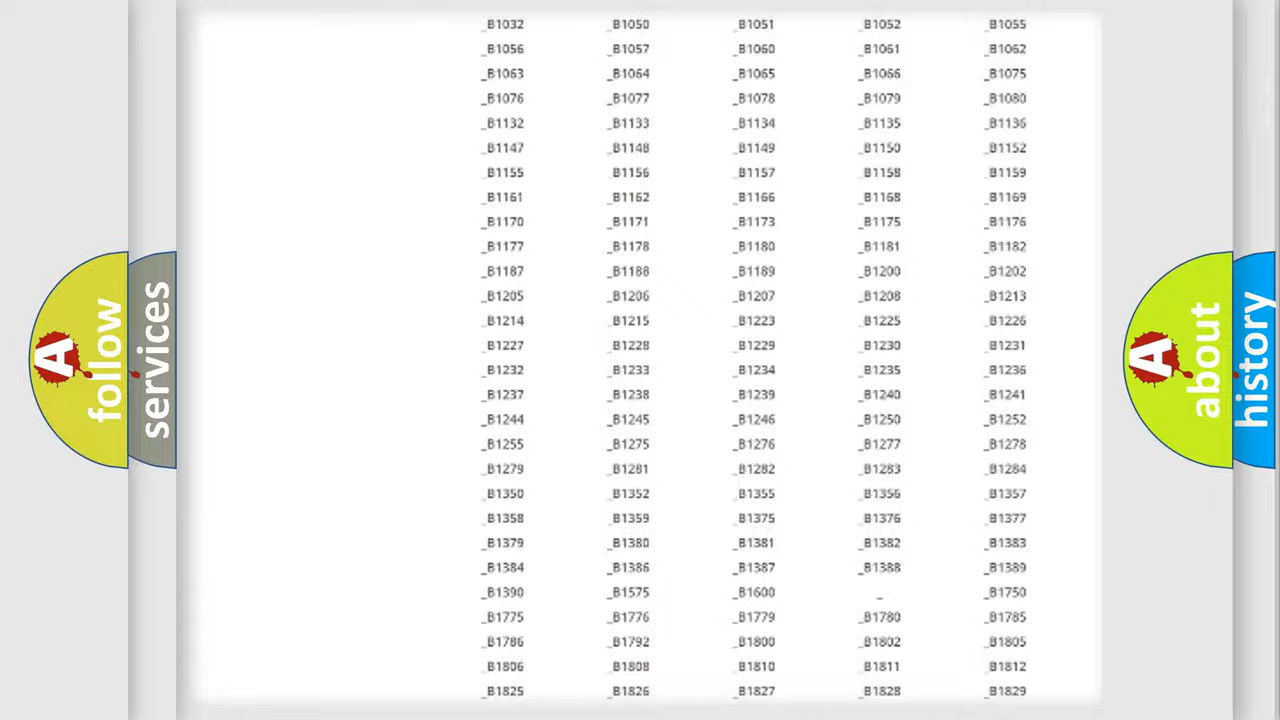 _B1032 _B1050 _B1051 _B1052 _B1055
_B1056 _B1057 _B1060 _B1061 _B1062
_B1063 _B1064 _B1065 _B1066 _B1075
_B1076 _B1077 _B1078 _B1079 _B1080
_B1132 _B1133 _B1134 _B1135 _B1136
_B1147 _B1148 _B1149 _B1150 _B1152
_B1155 _B1156 _B1157 _B1158 _B1159
_B1161 _B1162 _B1166 _B1168 _B1169
_B1170 _B1171 _B1173 _B1175 _B1176
_B1177 _B1178 _B1180 _B1181 _B1182
_B1187 _B1188 _B1189 _B1200 _B1202
_B1205 _B1206 _B1207 _B1208 _B1213
_B1214 _B1215 _B1223 _B1225 _B1226
_B1227 _B1228 _B1229 _B1230 _B1231
_B1232 _B1233 _B1234 _B1235 _B1236
_B1237 _B1238 _B1239 _B1240 _B1241
_B1244 _B1245 _B1246 _B1250 _B1252
_B1255 _B1275 _B1276 _B1277 _B1278
_B1279 _B1281 _B1282 _B1283 _B1284
_B1350 _B1352 _B1355 _B1356 _B1357
_B1358 _B1359 _B1375 _B1376 _B1377
_B1379 _B1380 _B1381 _B1382 _B1383
_B1384 _B1386 _B1387 _B1388 _B1389
_B1390 _B1575 _B1600 _ _B1750
_B1775 _B1776 _B1779 _B1780 _B1785
_B1786 _B1792 _B1800 _B1802 _B1805
_B1806 _B1808 _B1810 _B1811 _B1812
_B1825 _B1826 _B1827 _B1828 _B1829
A follow
services
A about
history